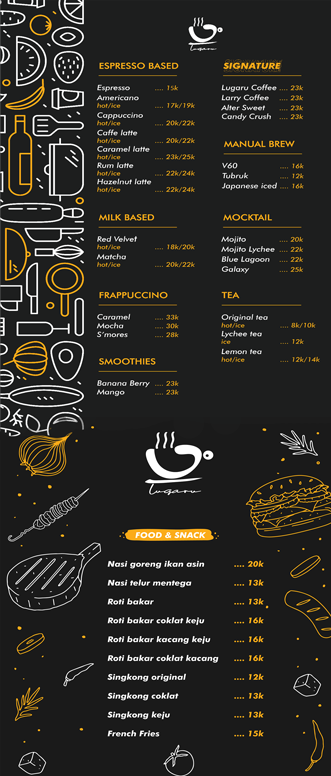 Lugaru
ESPRESSO BASED
Espresso .... 15k
Americano
hot/ice .... 17k/19k
Cappuccino
hot/ice .... 20k/22k
Caffe latte
hot/ice .... 20k/22k
Caramel latte
hot/ice .... 23k/25k
Rum latte
hot/ice .... 22k/24k
Hazelnut latte
hot/ice .... 22k/24k
SIGNATURE
Lugaru Coffee .... 23k
Larry Coffee .... 23k
Alter Sweet .... 23k
Candy Crush .... 23k
MANUAL BREW
V60 .... 16k
Tubruk .... 12k
Japanese iced .... 16k
MILK BASED
Red Velvet
hot/ice .... 18k/20k
Matcha
hot/ice .... 20k/22k
MOCKTAIL
Mojito .... 20k
Mojito Lychee .... 22k
Blue Lagoon .... 22k
Galaxy .... 25k
FRAPPUCCINO
Caramel .... 33k
Mocha .... 30k
S'mores .... 28k
TEA
Original tea
hot/ice .... 8k/10k
Lychee tea
ice .... 12k
Lemon tea
hot/ice .... 12k/14k
SMOOTHIES
Banana Berry .... 23k
Mango .... 23k
Lugaru
FOOD & SNACK
Nasi goreng ikan asin .... 20k
Nasi telur mentega .... 13k
Roti bakar .... 13k
Roti bakar coklat keju .... 16k
Roti bakar kacang keju .... 16k
Roti bakar coklat kacang .... 16k
Singkong original .... 12k
Singkong coklat .... 13k
Singkong keju .... 13k
French Fries .... 15k